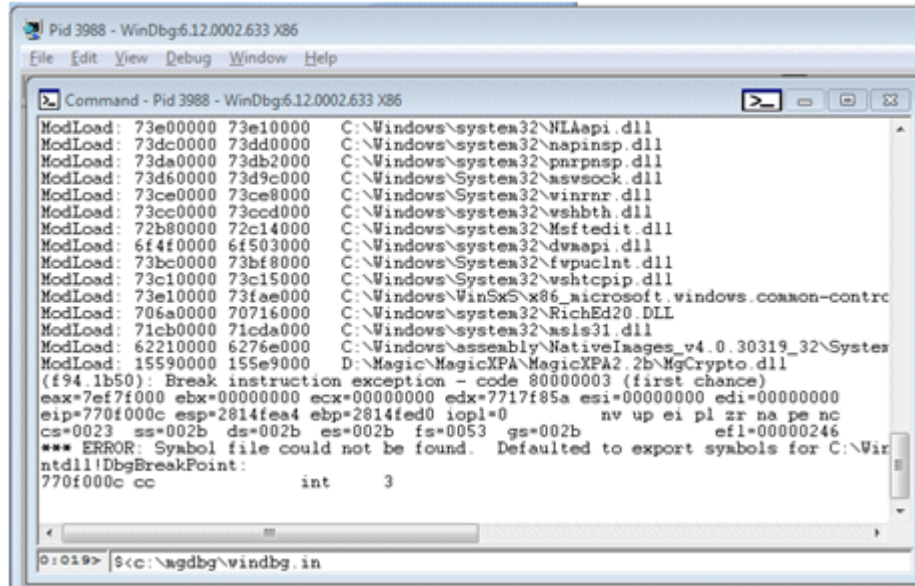 Pid 3988 - WinDbg:6.12.0002.633 X86
File Edit View Debug Window Help
Command - Pid 3988 - WinDbg:6.12.0002.633 X86
ModLoad: 73e00000 73e10000 C:\Windows\system32\NLAapi.dll
ModLoad: 73dc0000 73dd0000 C:\Windows\system32\napinsp.dll
ModLoad: 73da0000 73db2000 C:\Windows\system32\pnrpnsp.dll
ModLoad: 73d60000 73d9c000 C:\Windows\System32\mswsock.dll
ModLoad: 73ce0000 73ce8000 C:\Windows\System32\winrnr.dll
ModLoad: 73cc0000 73ccd000 C:\Windows\system32\wshbth.dll
ModLoad: 72b80000 72c14000 C:\Windows\system32\Msftedit.dll
ModLoad: 6f4f0000 6f503000 C:\Windows\system32\dwmapi.dll
ModLoad: 73bc0000 73bf8000 C:\Windows\System32\fwpuclnt.dll
ModLoad: 73c10000 73c15000 C:\Windows\System32\wshtcpip.dll
ModLoad: 73e10000 73fae000 C:\Windows\WinSxS\x86_microsoft.windows.common-contro
ModLoad: 706a0000 70716000 C:\Windows\system32\RichEd20.DLL
ModLoad: 71cb0000 71cda000 C:\Windows\system32\msls31.dll
ModLoad: 62210000 6276e000 C:\Windows\assembly\NativeImages_v4.0.30319_32\System
ModLoad: 15590000 155e9000 D:\Magic\MagicXPA\MagicXPA2.2b\MgCrypto.dll
(f94.1b50): Break instruction exception - code 80000003 (first chance)
eax=7ef7f000 ebx=00000000 ecx=00000000 edx=7717f85a esi=00000000 edi=00000000
eip=770f000c esp=2814fea4 ebp=2814fed0 iopl=0 nv up ei pl zr na pe nc
cs=0023 ss=002b ds=002b es=002b fs=0053 gs=002b efl=00000246
*** ERROR: Symbol file could not be found. Defaulted to export symbols for C:\Win
ntdll!DbgBreakPoint:
770f000c cc int 3
0:019> $<c:\mgdbg\windbg.in